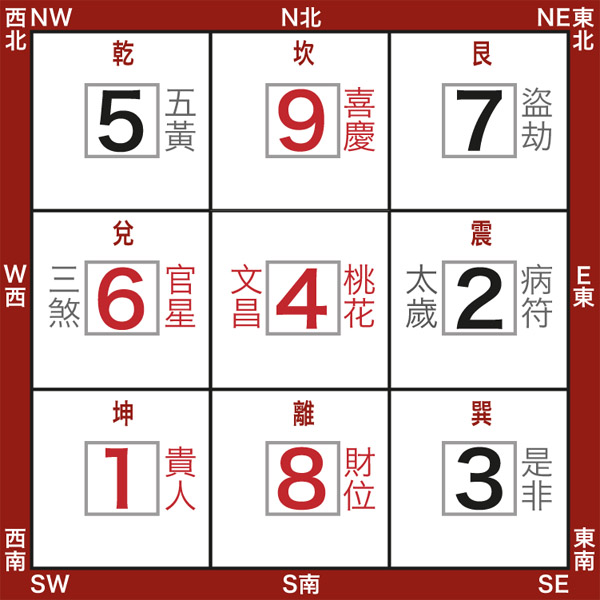 西北 NW
N北
NE 東北
乾
5
五黃
坎
9
喜慶
艮
7
盜劫
W西
兌
三煞
6
官星
文昌
4
桃花
震
太歲
2
病符
E東
坤
1
貴人
離
8
財位
巽
3
是非
西南
SW
S南
東南
SE